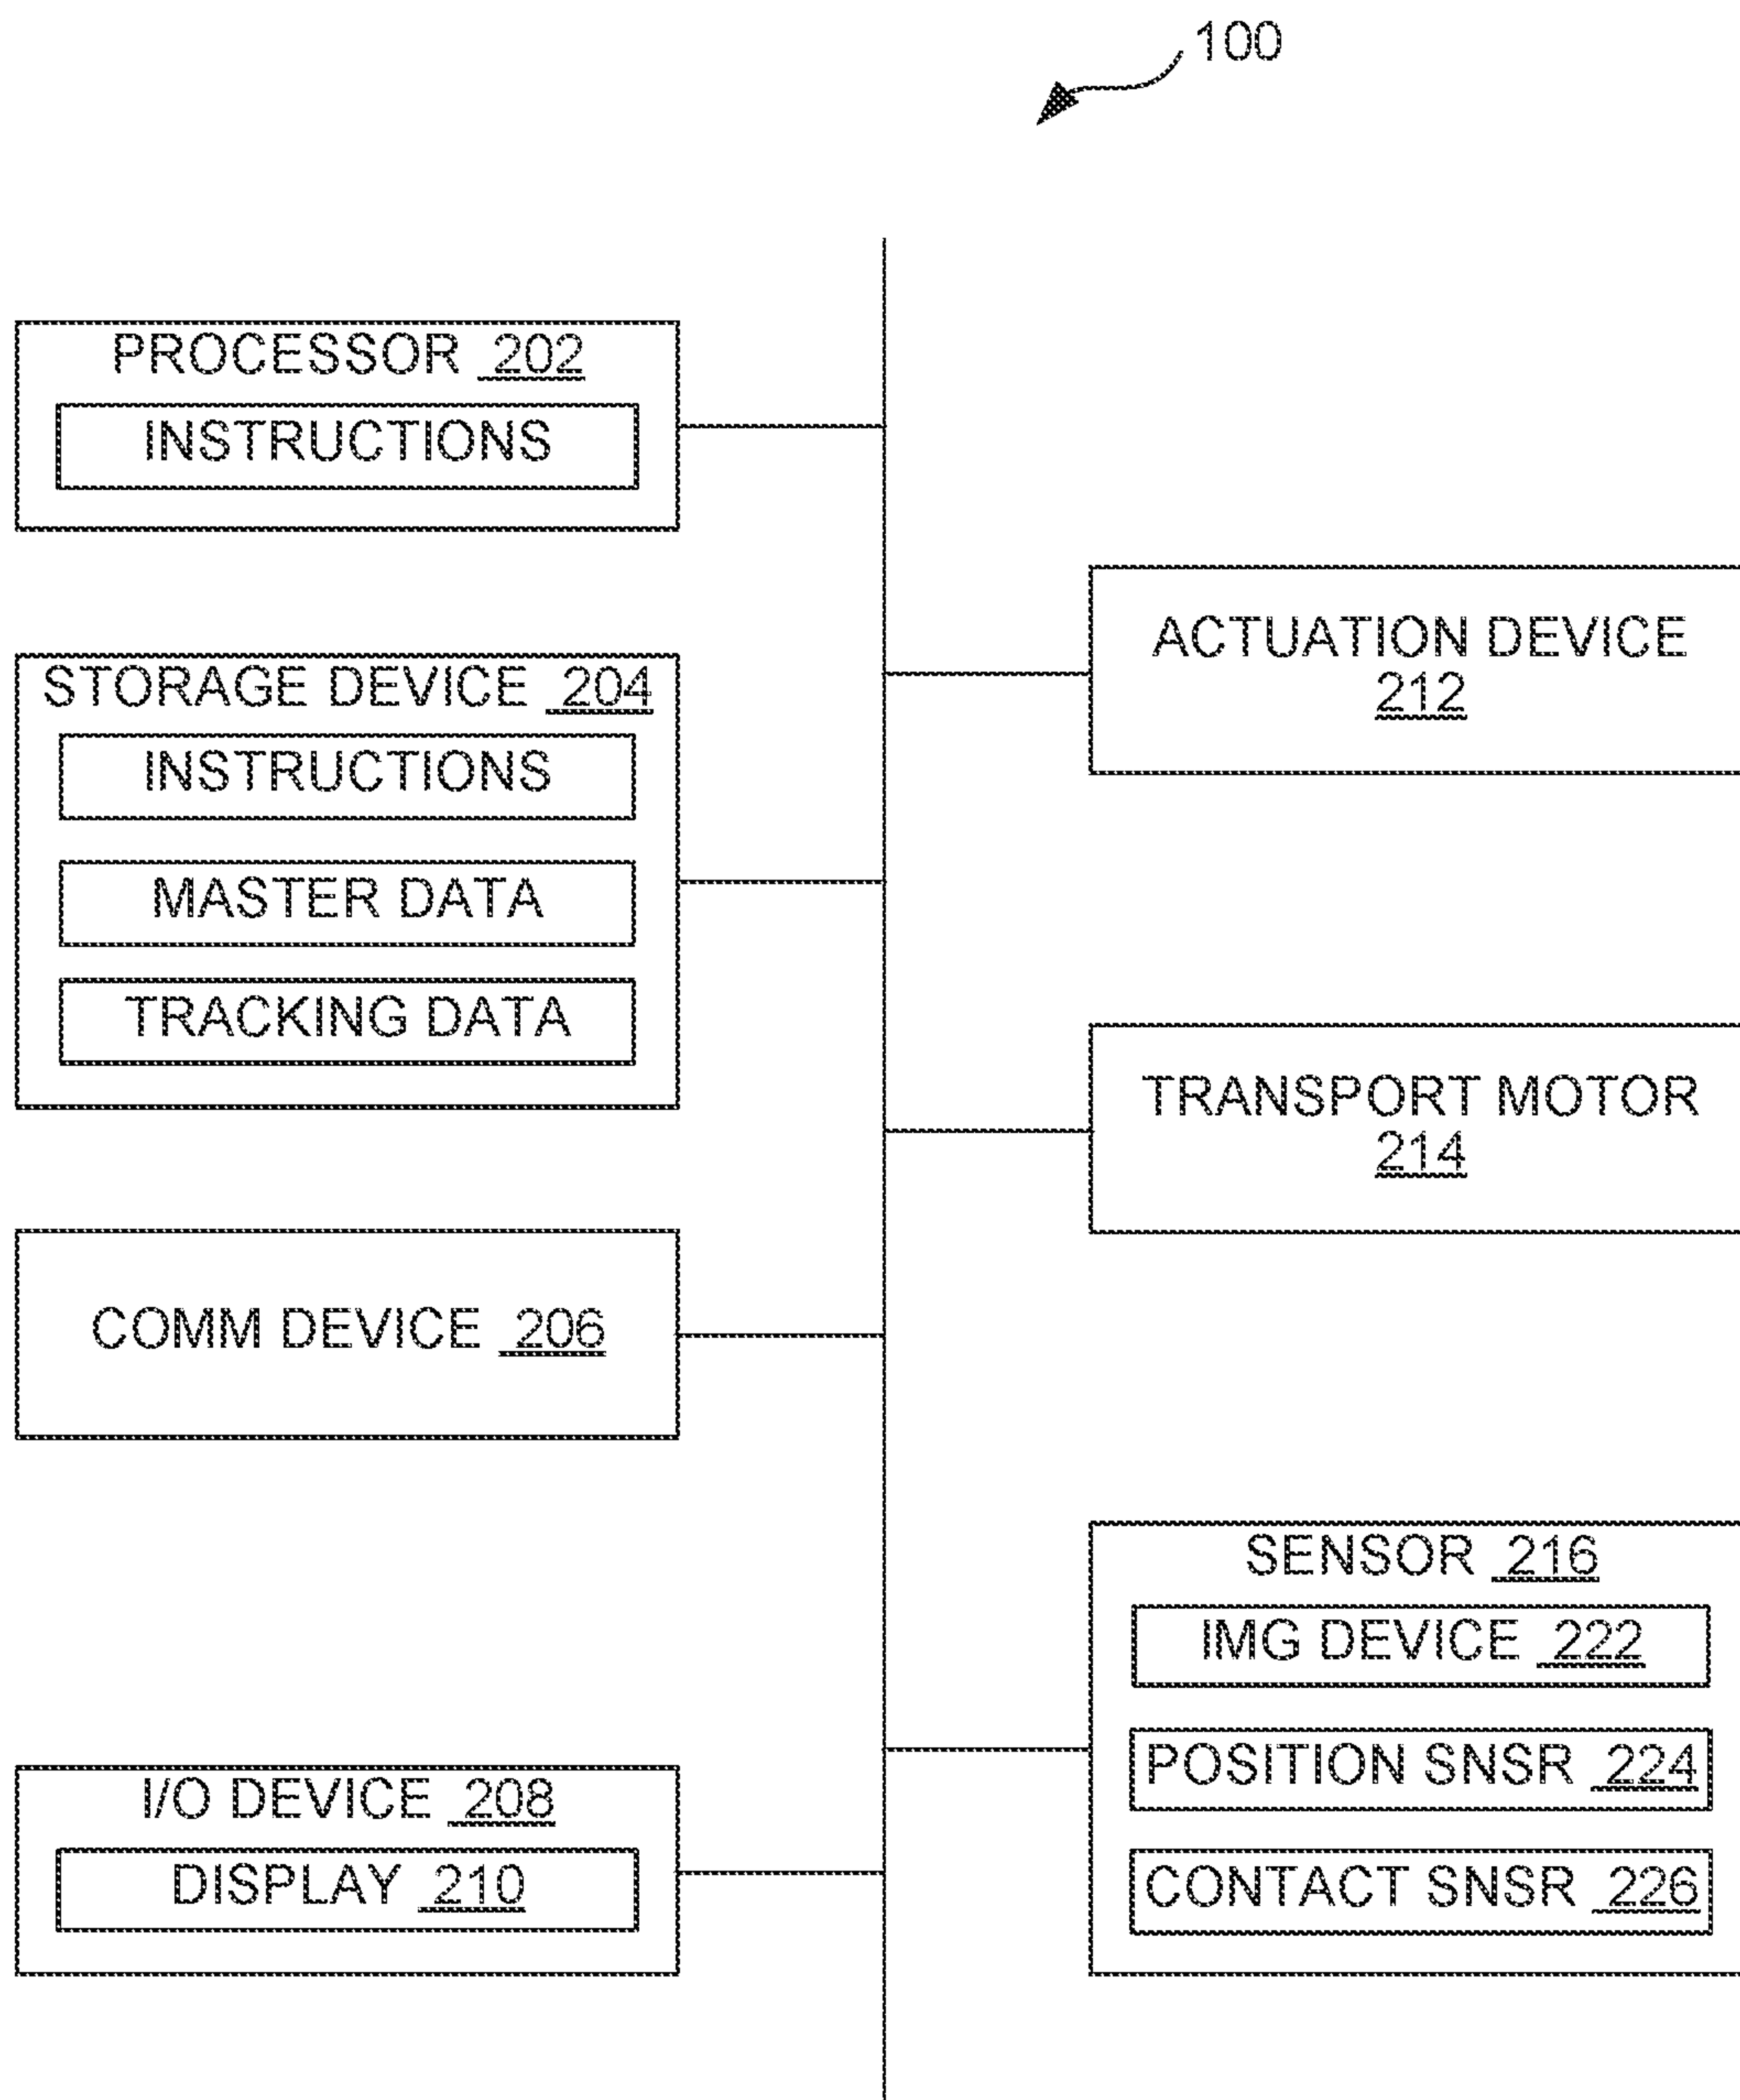 100
PROCESSOR 202
INSTRUCTIONS
STORAGE DEVICE 204
INSTRUCTIONS
MASTER DATA
TRACKING DATA
COMM DEVICE 206
I/O DEVICE 208
DISPLAY 210
ACTUATION DEVICE
212
TRANSPORT MOTOR
214
SENSOR 216
IMG DEVICE 222
POSITION SNSR 224
CONTACT SNSR 226